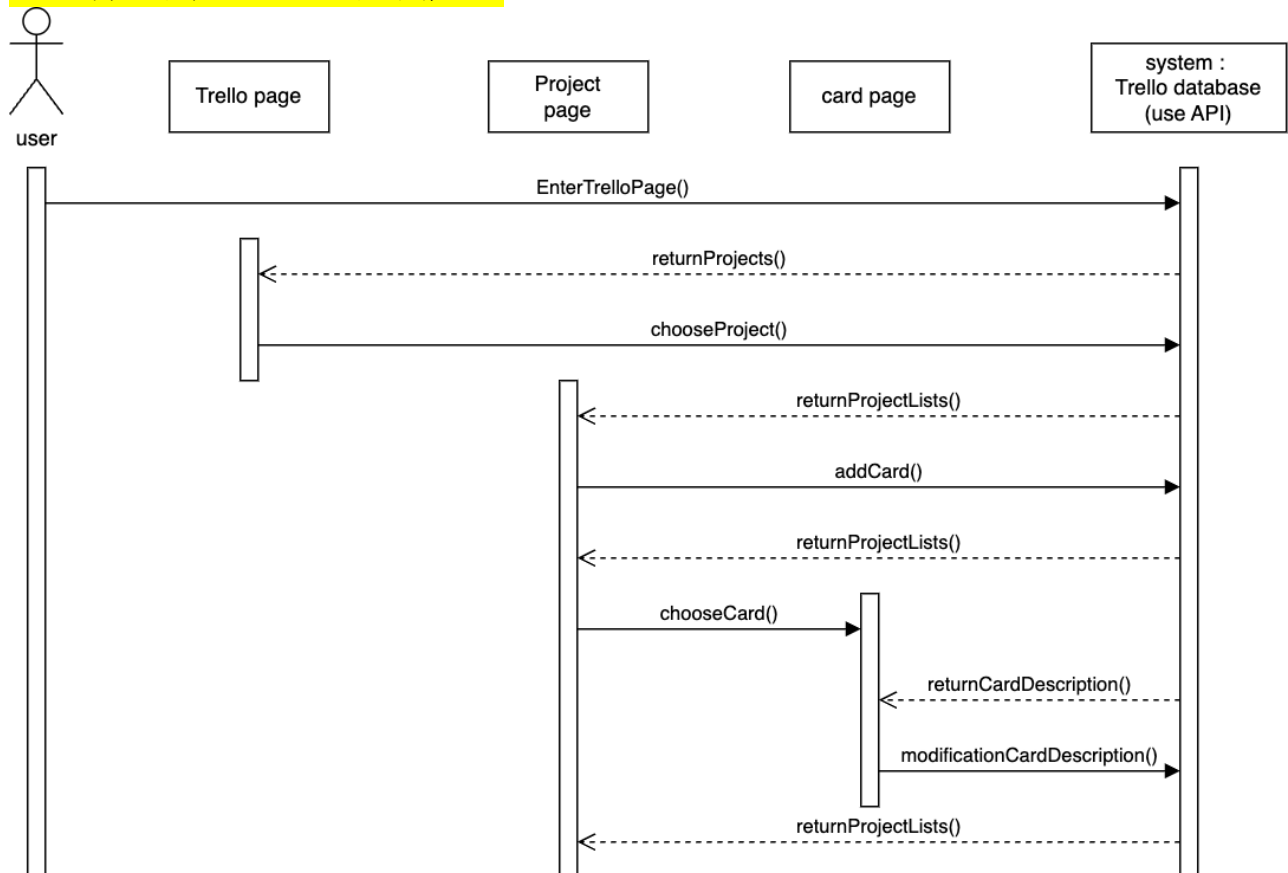 user
Trello page
Project
page
card page
system :
Trello database
(use API)
EnterTrelloPage()
returnProjects()
chooseProject()
returnProjectLists()
addCard()
returnProjectLists()
chooseCard()
returnCardDescription()
modificationCardDescription()
returnProjectLists()